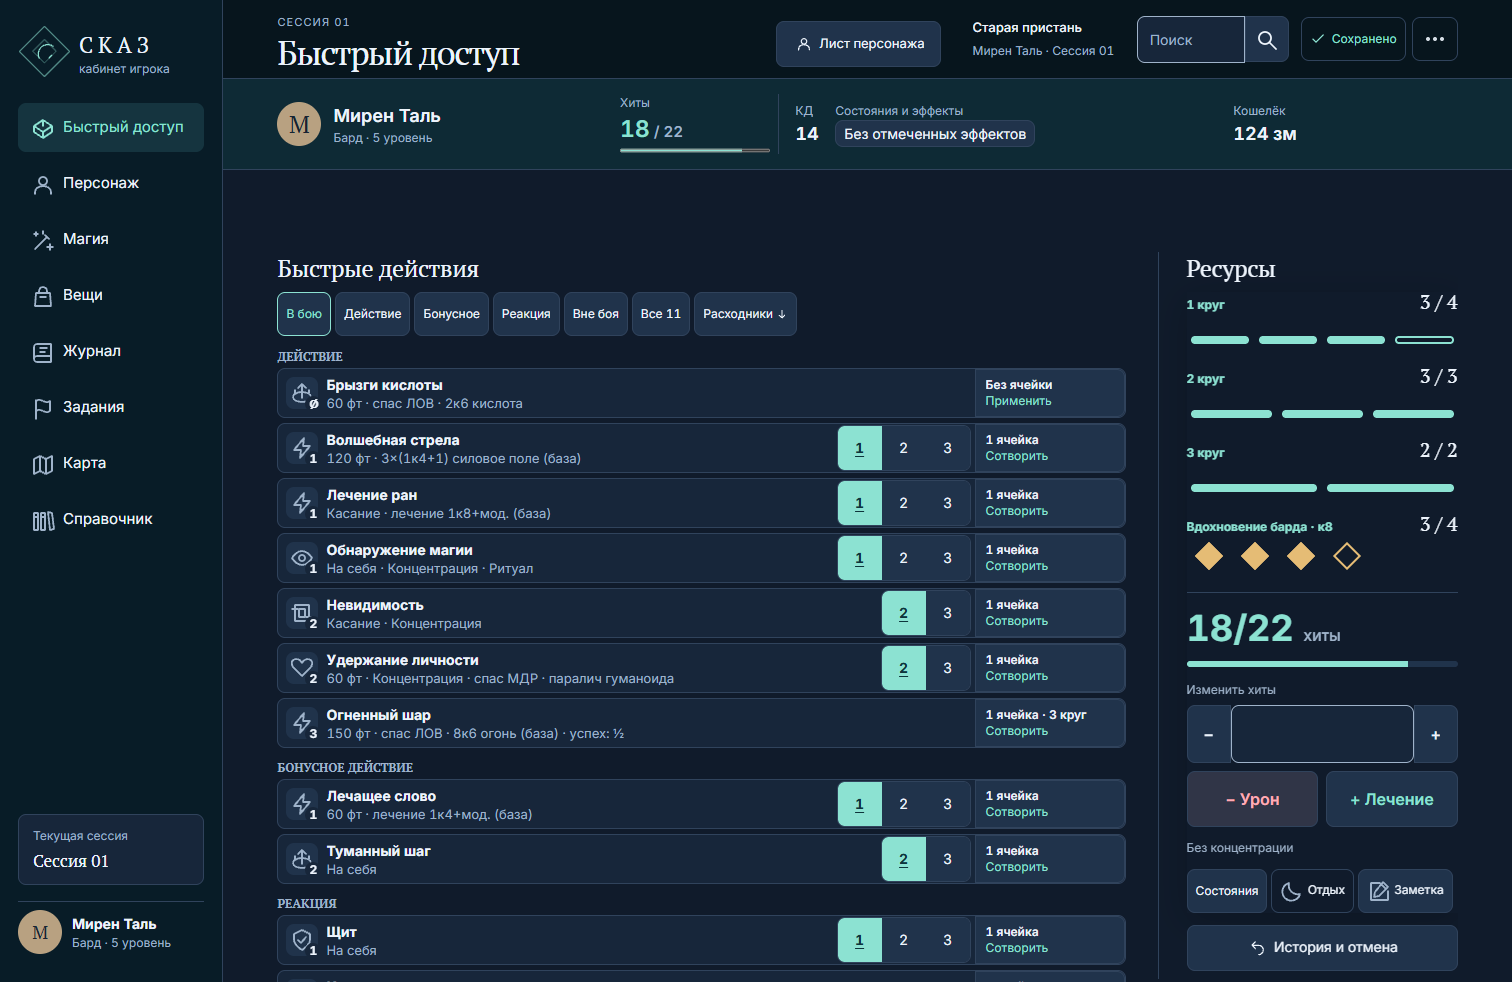 СКАЗ
кабинет игрока
Быстрый доступ
Персонаж
Магия
Вещи
Журнал
Задания
Карта
Справочник
Текущая сессия
Сессия 01
М
Мирен Таль
Бард · 5 уровень
СЕССИЯ 01
Быстрый доступ
Лист персонажа
Старая пристань
Мирен Таль · Сессия 01
Поиск
Сохранено
М
Мирен Таль
Бард · 5 уровень
Хиты
18 / 22
КД
14
Состояния и эффекты
Без отмеченных эффектов
Кошелёк
124 зм
Быстрые действия
В бою
Действие
Бонусное
Реакция
Вне боя
Все 11
Расходники ↓
ДЕЙСТВИЕ
Брызги кислоты
60 фт · спас ЛОВ · 2к6 кислота
Без ячейки
Применить
Волшебная стрела
1
120 фт · 3×(1к4+1) силовое поле (база)
1 2 3
1 ячейка
Сотворить
Лечение ран
1
Касание · лечение 1к8+мод. (база)
1 2 3
1 ячейка
Сотворить
Обнаружение магии
1
На себя · Концентрация · Ритуал
1 2 3
1 ячейка
Сотворить
Невидимость
2
Касание · Концентрация
2 3
1 ячейка
Сотворить
Удержание личности
2
60 фт · Концентрация · спас МДР · паралич гуманоида
2 3
1 ячейка
Сотворить
Огненный шар
3
150 фт · спас ЛОВ · 8к6 огонь (база) · успех: ½
1 ячейка · 3 круг
Сотворить
БОНУСНОЕ ДЕЙСТВИЕ
Лечащее слово
1
60 фт · лечение 1к4+мод. (база)
1 2 3
1 ячейка
Сотворить
Туманный шаг
2
На себя
2 3
1 ячейка
Сотворить
РЕАКЦИЯ
Щит
1
На себя
1 2 3
1 ячейка
Сотворить
Ресурсы
1 круг
3 / 4
2 круг
3 / 3
3 круг
2 / 2
Вдохновение барда · к8
3 / 4
18/22 хиты
Изменить хиты
− +
− Урон
+ Лечение
Без концентрации
Состояния
Отдых
Заметка
История и отмена